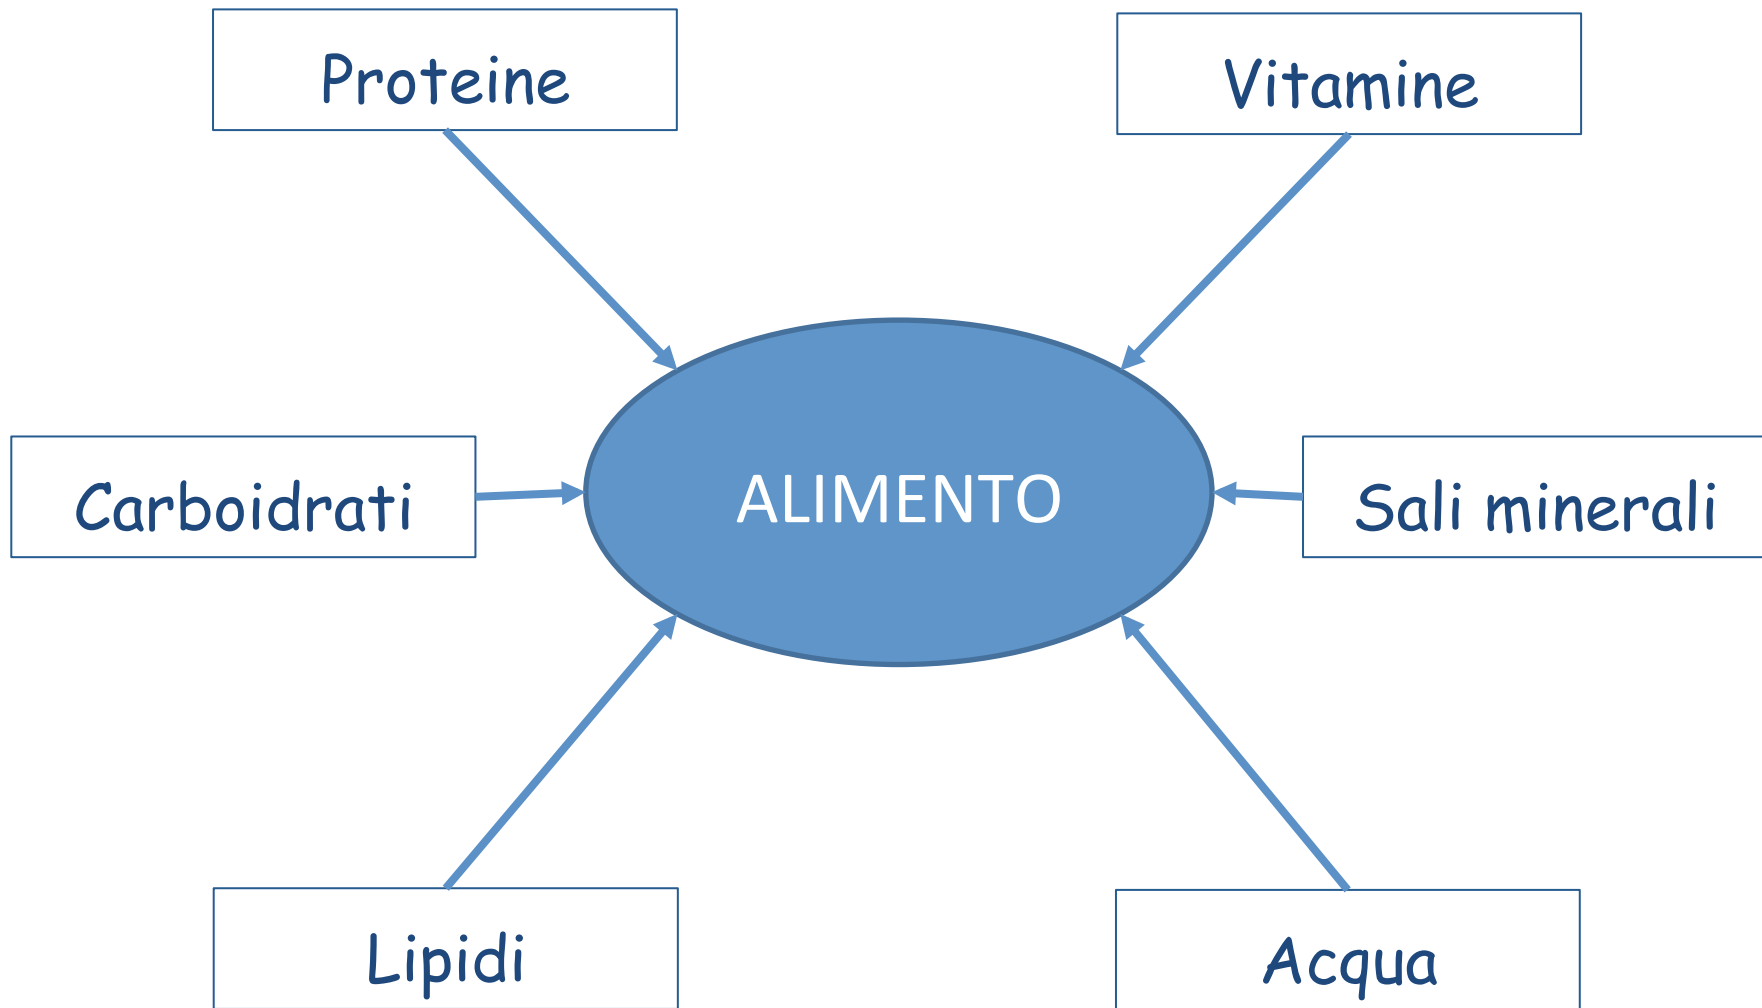 Proteine
Vitamine
Carboidrati
ALIMENTO
Sali minerali
Lipidi
Acqua